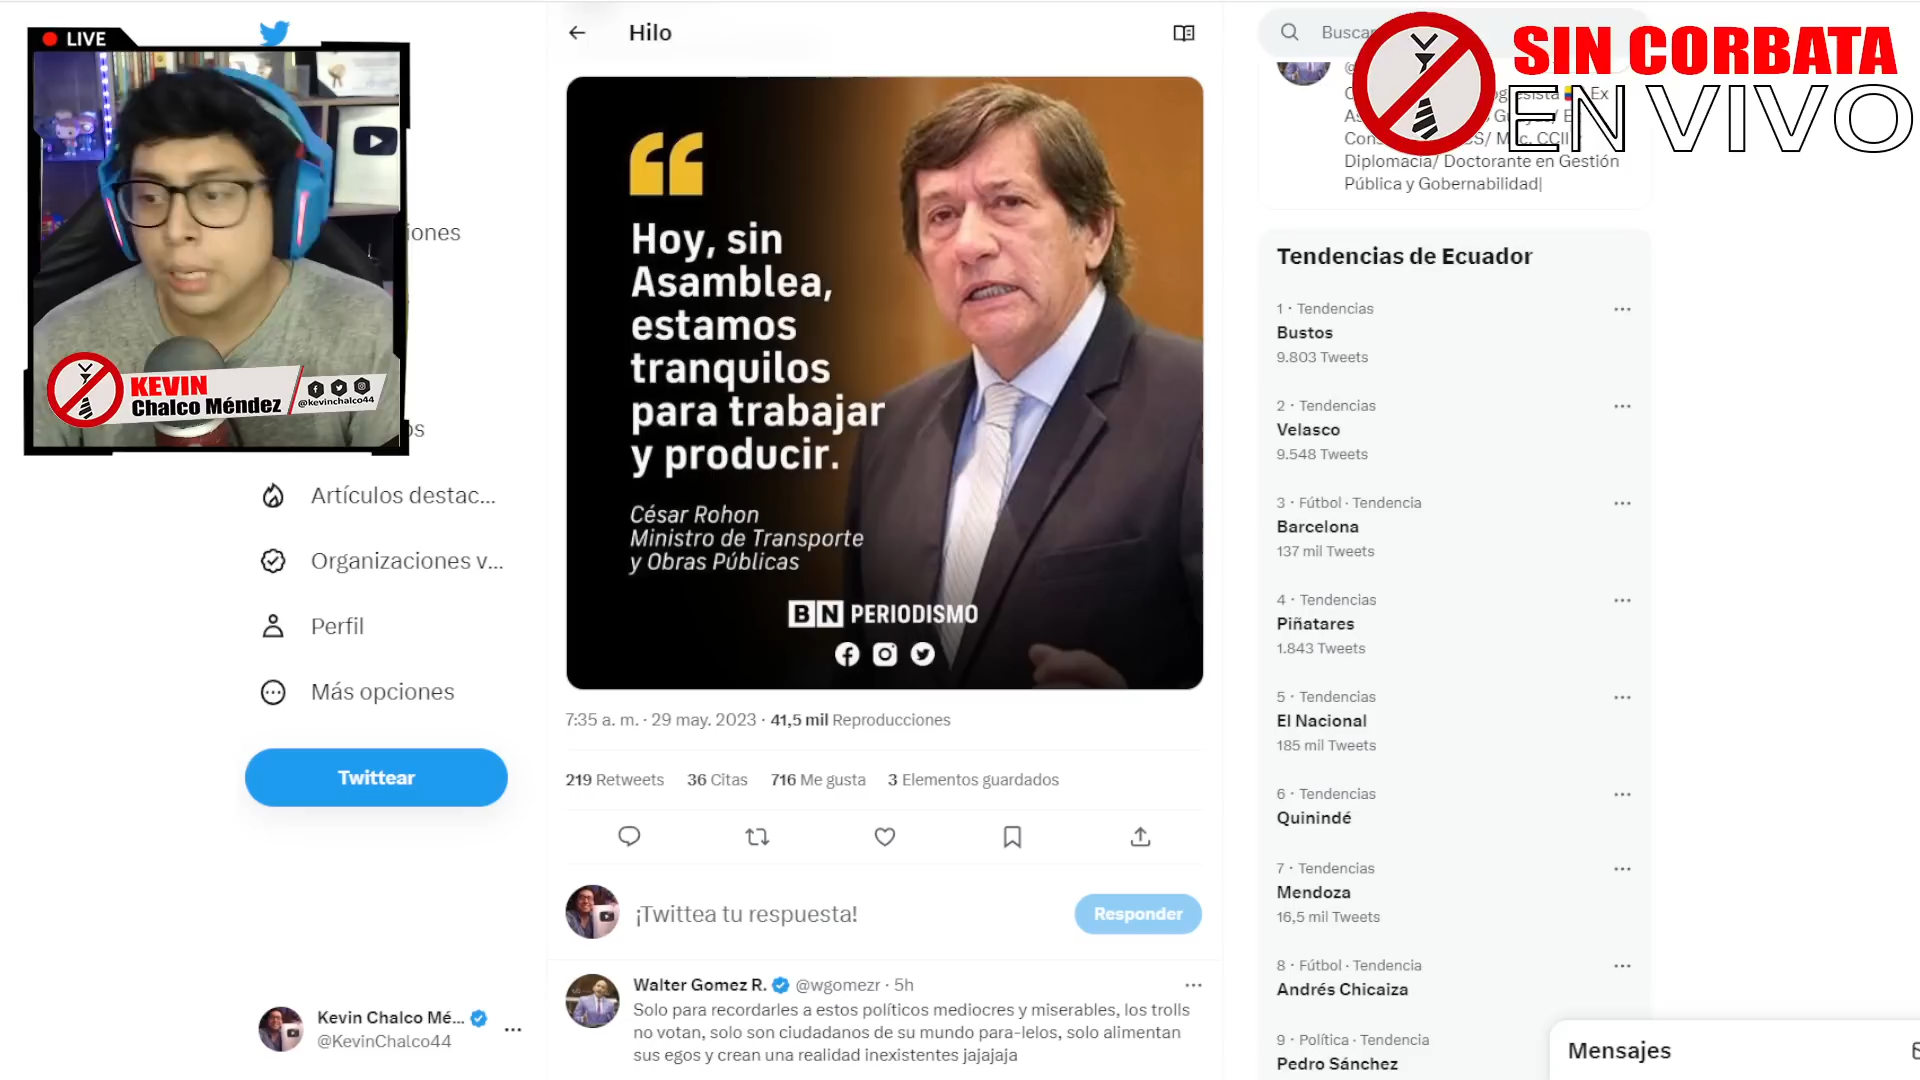 LIVE
KEVIN
Chalco Méndez
@kevinchalco44
iones
os
Artículos destac...
Organizaciones v...
Perfil
Más opciones
Twittear
Kevin Chalco Mé...
@KevinChalco44
Hilo
Hoy, sin
Asamblea,
estamos
tranquilos
para trabajar
y producir.
César Rohon
Ministro de Transporte
y Obras Públicas
BN PERIODISMO
7:35 a. m. · 29 may. 2023 · 41,5 mil Reproducciones
219 Retweets 36 Citas 716 Me gusta 3 Elementos guardados
¡Twittea tu respuesta!
Responder
Walter Gomez R. @wgomezr · 5h
Solo para recordarles a estos políticos mediocres y miserables, los trolls
no votan, solo son ciudadanos de su mundo para-lelos, solo alimentan
sus egos y crean una realidad inexistentes jajajaja
SIN CORBATA
EN VIVO
Diplomacia/ Doctorante en Gestión
Pública y Gobernabilidad|
Tendencias de Ecuador
1 · Tendencias
Bustos
9.803 Tweets
2 · Tendencias
Velasco
9.548 Tweets
3 · Fútbol · Tendencia
Barcelona
137 mil Tweets
4 · Tendencias
Piñatares
1.843 Tweets
5 · Tendencias
El Nacional
185 mil Tweets
6 · Tendencias
Quinindé
7 · Tendencias
Mendoza
16,5 mil Tweets
8 · Fútbol · Tendencia
Andrés Chicaiza
9 · Política · Tendencia
Pedro Sánchez
Mensajes